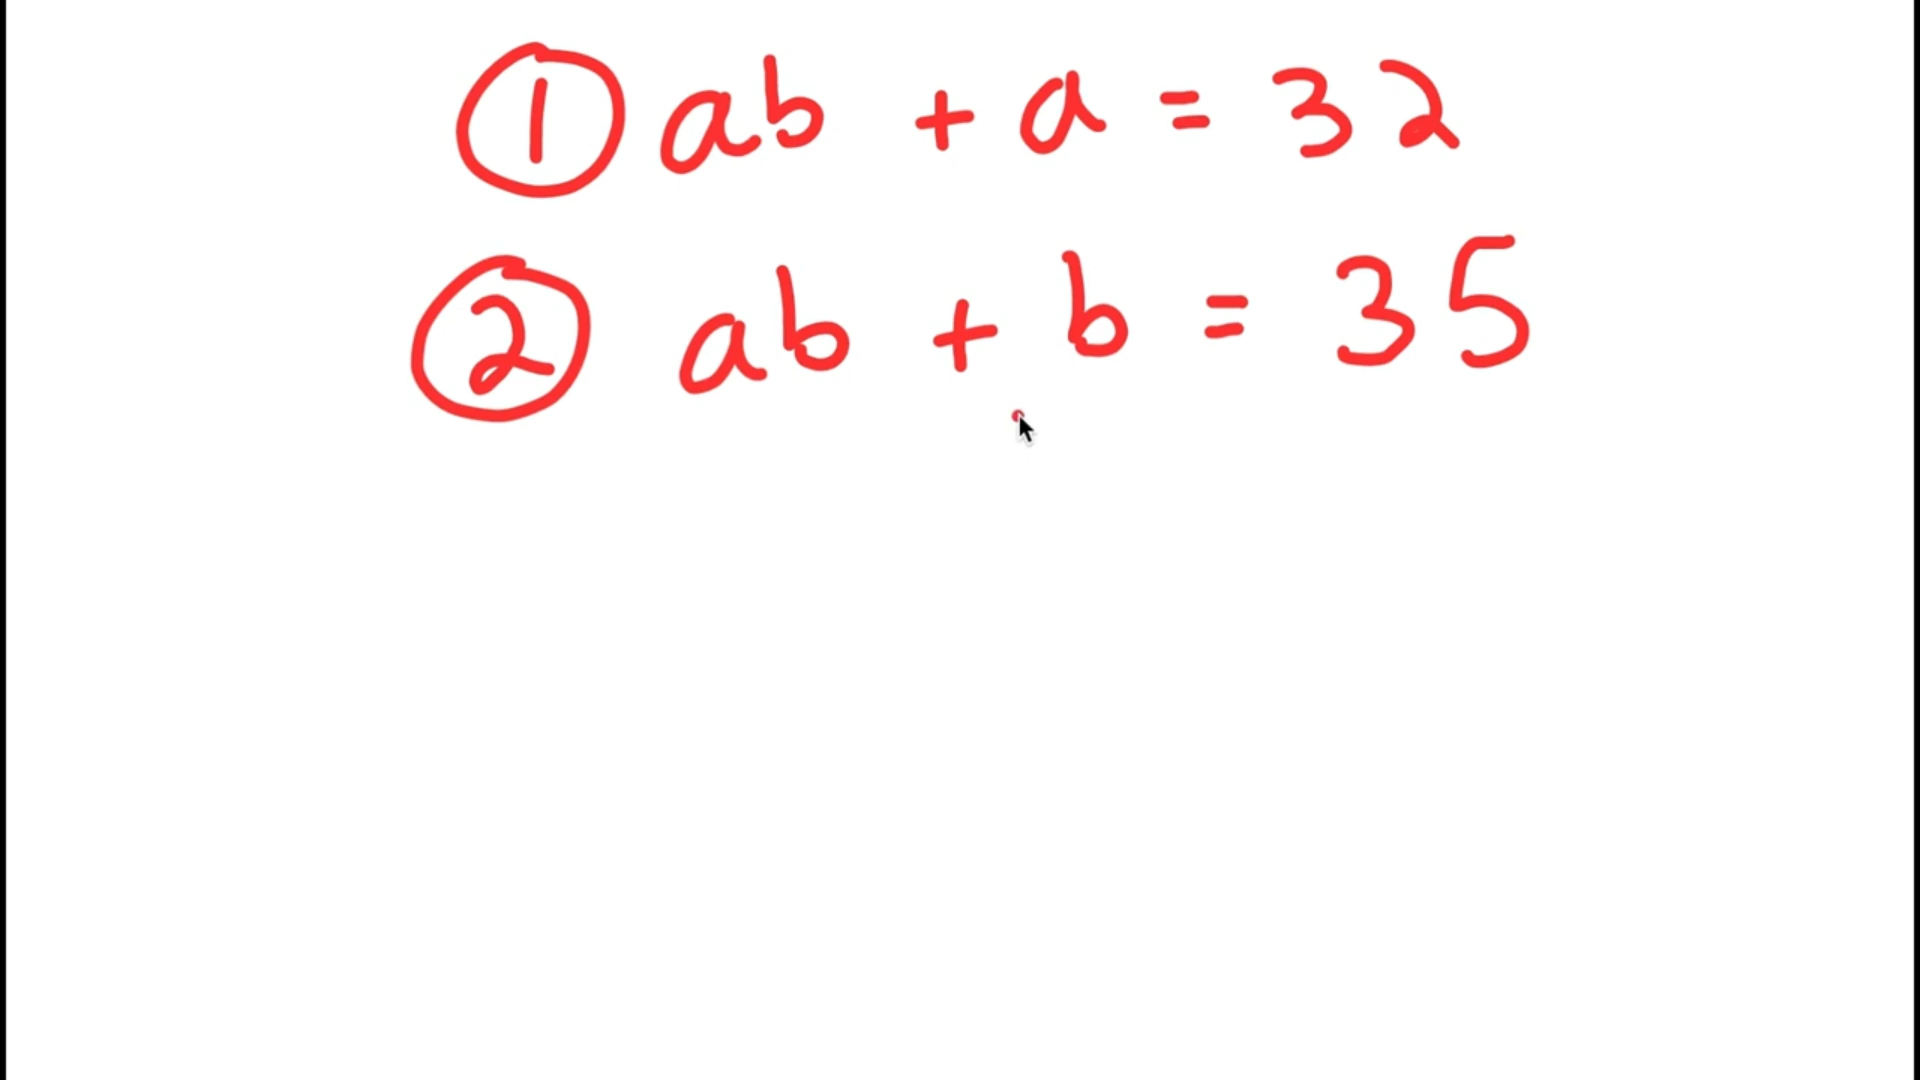 ① ab + a = 32
② ab + b = 35